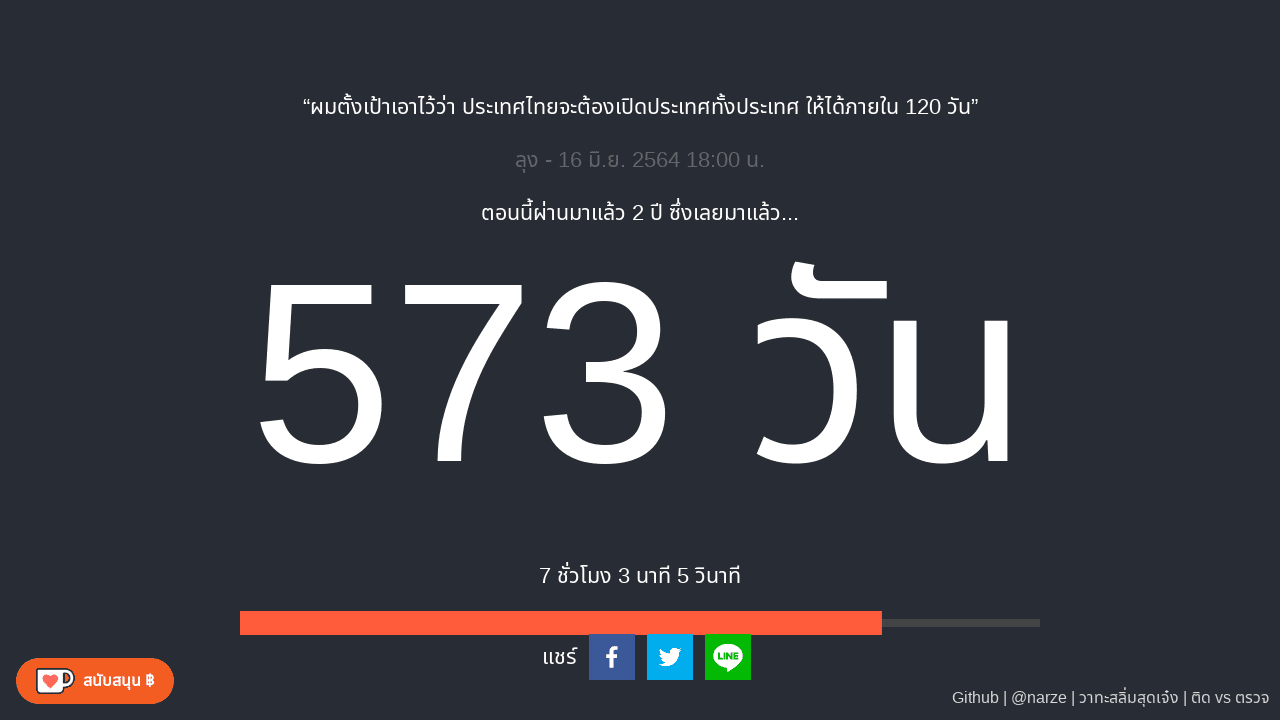 “ผมตั้งเป้าเอาไว้ว่า ประเทศไทยจะต้องเปิดประเทศทั้งประเทศ ให้ได้ภายใน 120 วัน”
ลุง - 16 มิ.ย. 2564 18:00 น.
ตอนนี้ผ่านมาแล้ว 2 ปี ซึ่งเลยมาแล้ว...
573 วัน
7 ชั่วโมง 3 นาที 5 วินาที
แชร์
LINE
สนับสนุน ฿
Github | @narze | วาทะสลิ่มสุดเจ๋ง | ติด vs ตรวจ